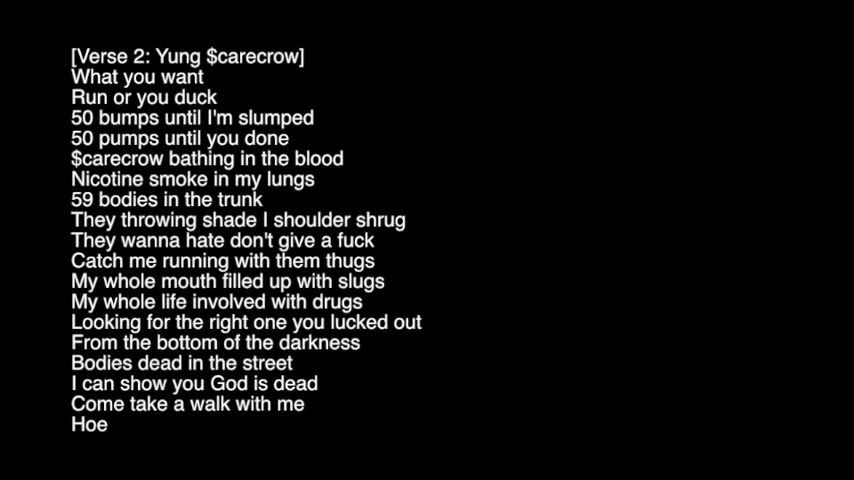 [Verse 2: Yung $carecrow]
What you want
Run or you duck
50 bumps until I'm slumped
50 pumps until you done
$carecrow bathing in the blood
Nicotine smoke in my lungs
59 bodies in the trunk
They throwing shade I shoulder shrug
They wanna hate don't give a fuck
Catch me running with them thugs
My whole mouth filled up with slugs
My whole life involved with drugs
Looking for the right one you lucked out
From the bottom of the darkness
Bodies dead in the street
I can show you God is dead
Come take a walk with me
Hoe